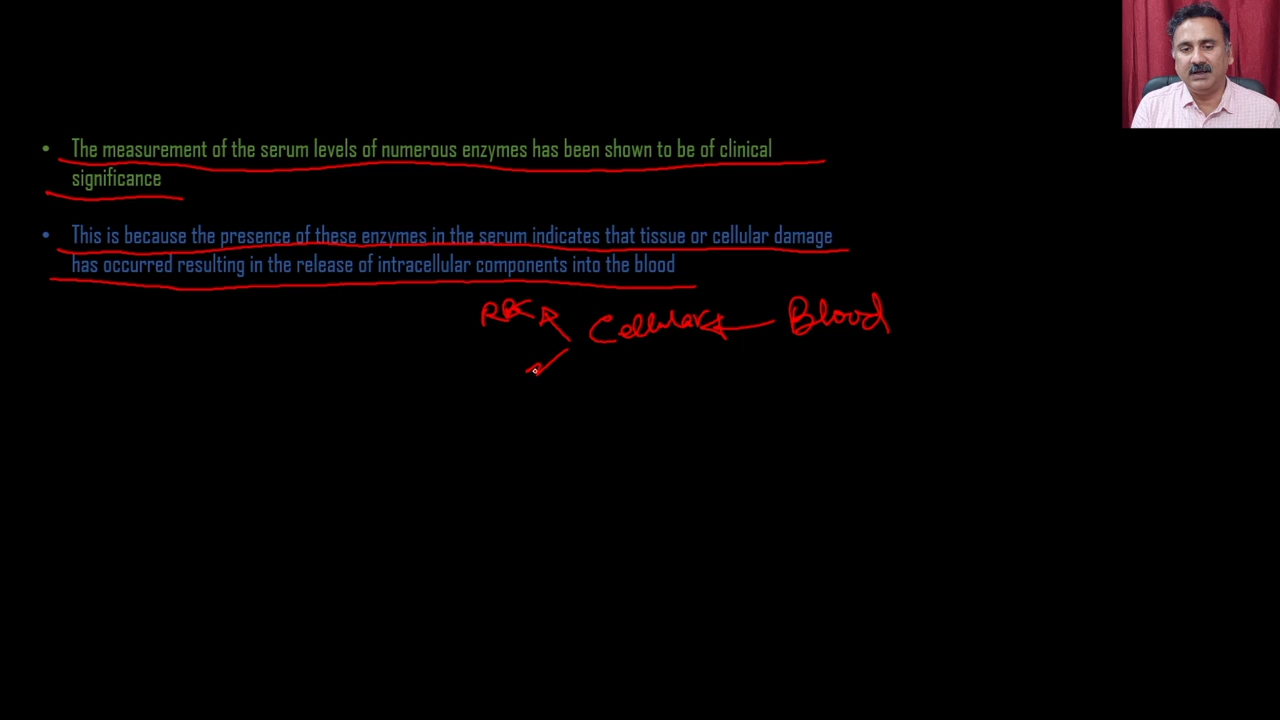 • The measurement of the serum levels of numerous enzymes has been shown to be of clinical
significance
• This is because the presence of these enzymes in the serum indicates that tissue or cellular damage
has occurred resulting in the release of intracellular components into the blood
RBC Cellular Blood